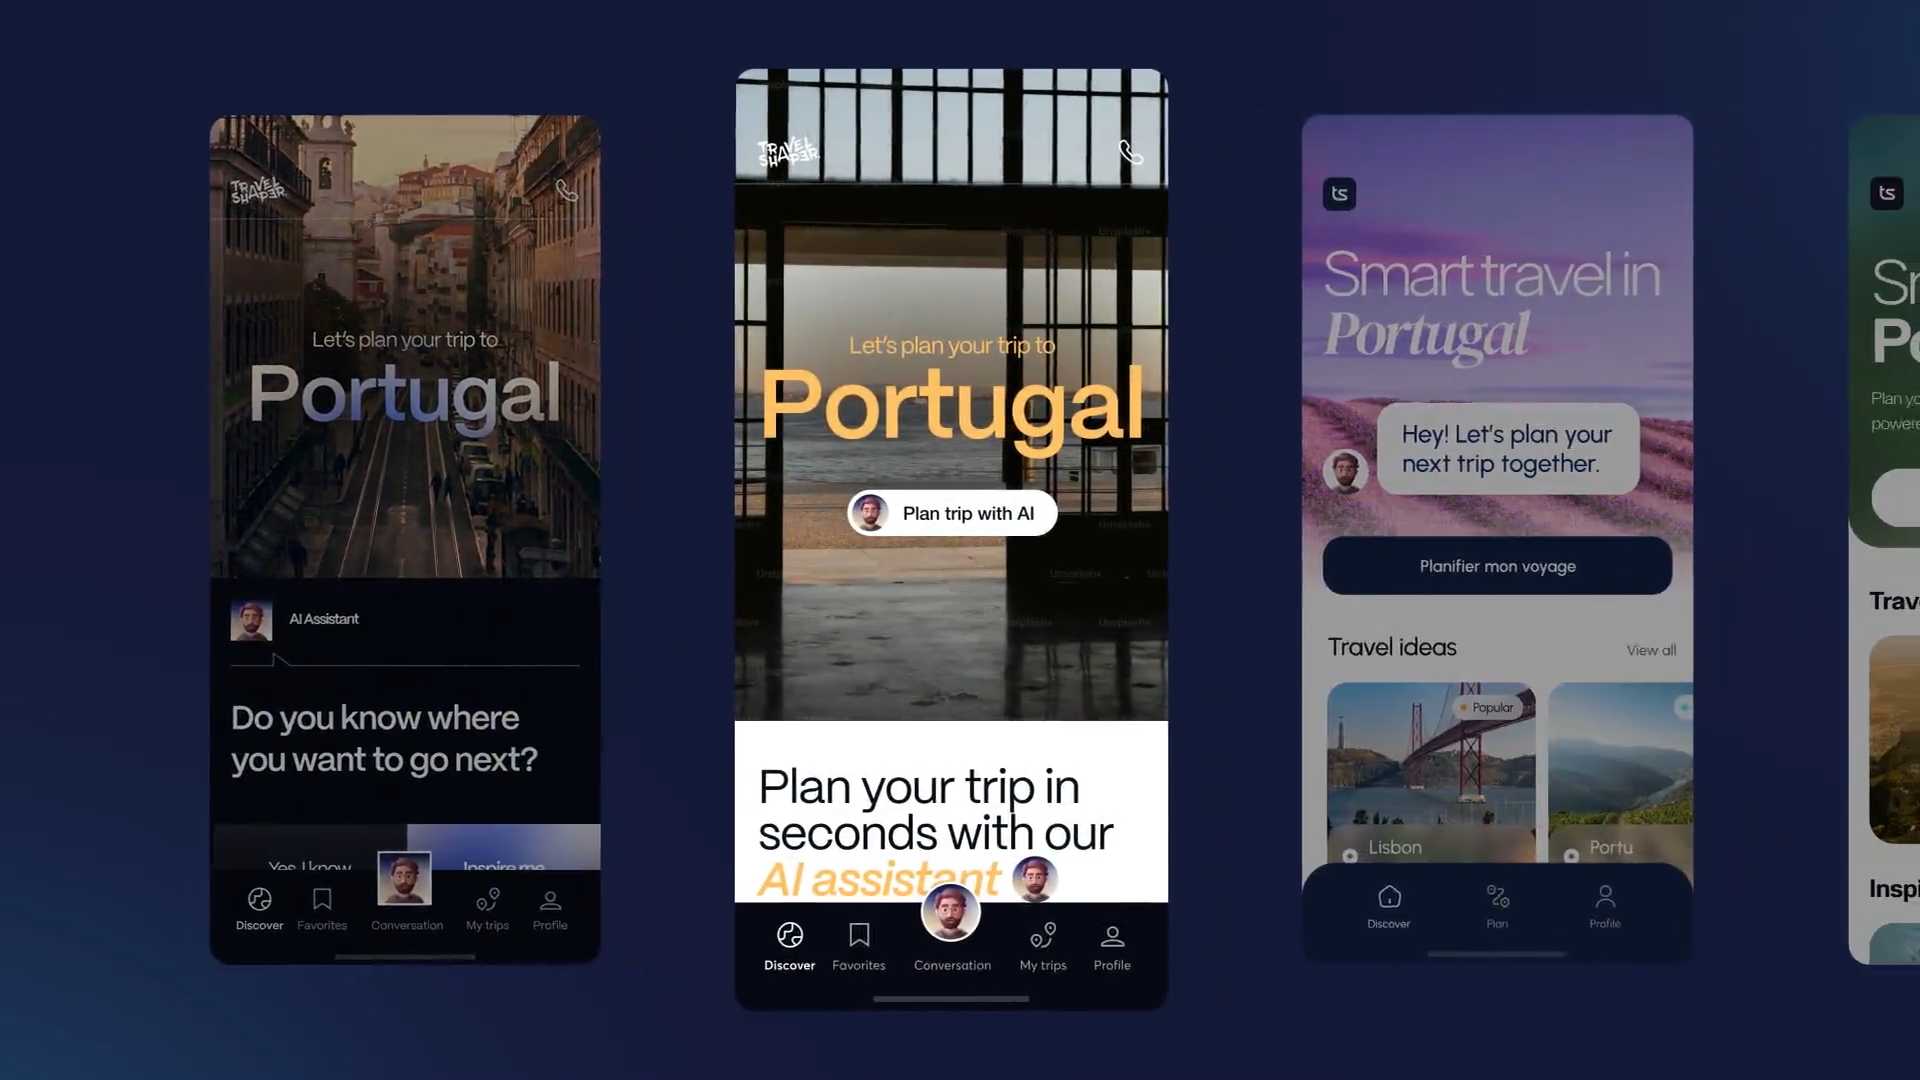 TRAVEL
SHAPER
Let's plan your trip to
Portugal
AI Assistant
Do you know where
you want to go next?
Yes, I know
Inspire me
Discover
Favorites
Conversation
My trips
Profile
TRAVEL
SHAPER
Let's plan your trip to
Portugal
Plan trip with AI
Plan your trip in
seconds with our
AI assistant
Discover
Favorites
Conversation
My trips
Profile
ts
Smart travel in
Portugal
Hey! Let's plan your
next trip together.
Planifier mon voyage
Travel ideas
View all
Popular
Lisbon
Portu
Discover
Plan
Profile
ts
Sm
Po
Plan yo
powere
Trav
Inspi